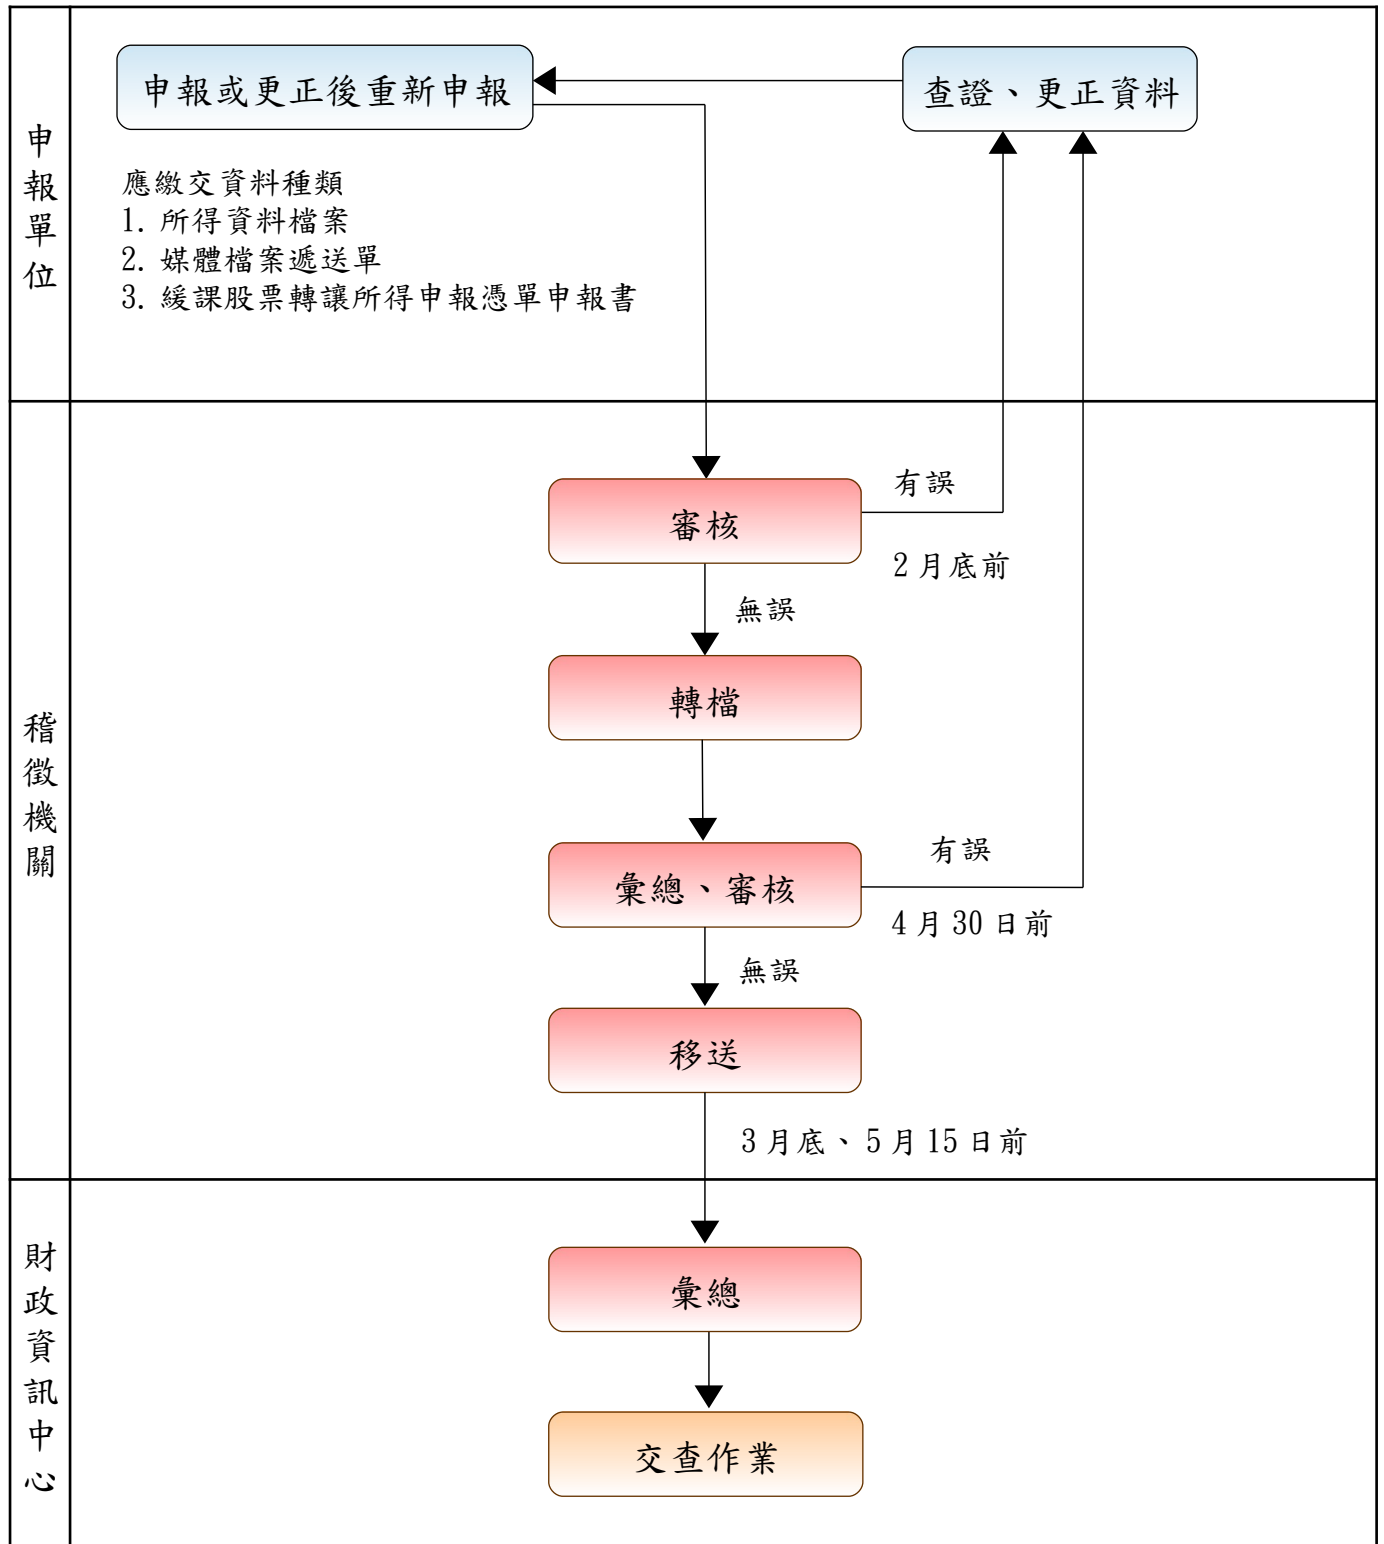 申報單位
申報或更正後重新申報
查證、更正資料
應繳交資料種類
1. 所得資料檔案
2. 媒體檔案遞送單
3. 緩課股票轉讓所得申報憑單申報書
稽徵機關
審核
有誤
2月底前
無誤
轉檔
彙總、審核
有誤
4月30日前
無誤
移送
3月底、5月15日前
財政資訊中心
彙總
交查作業